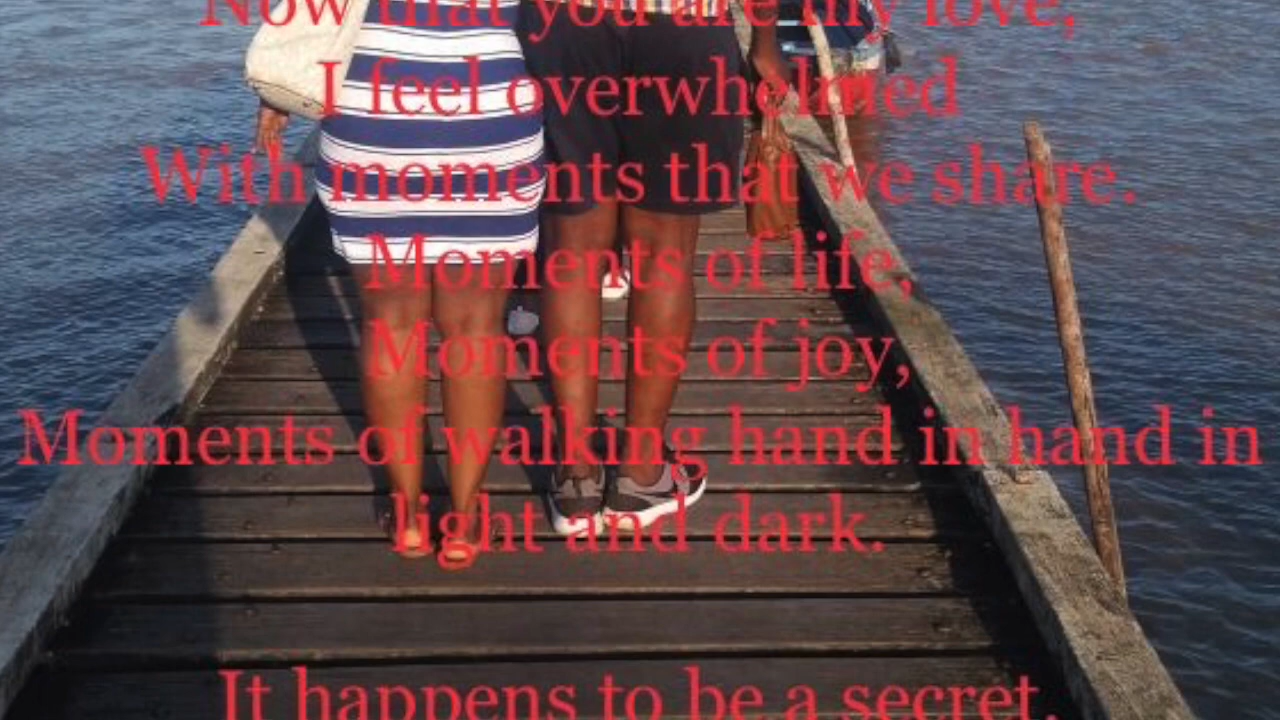 Now that you are my love,
I feel overwhelmed
With moments that we share.
Moments of life,
Moments of joy,
Moments of walking hand in hand in
light and dark.
It happens to be a secret,